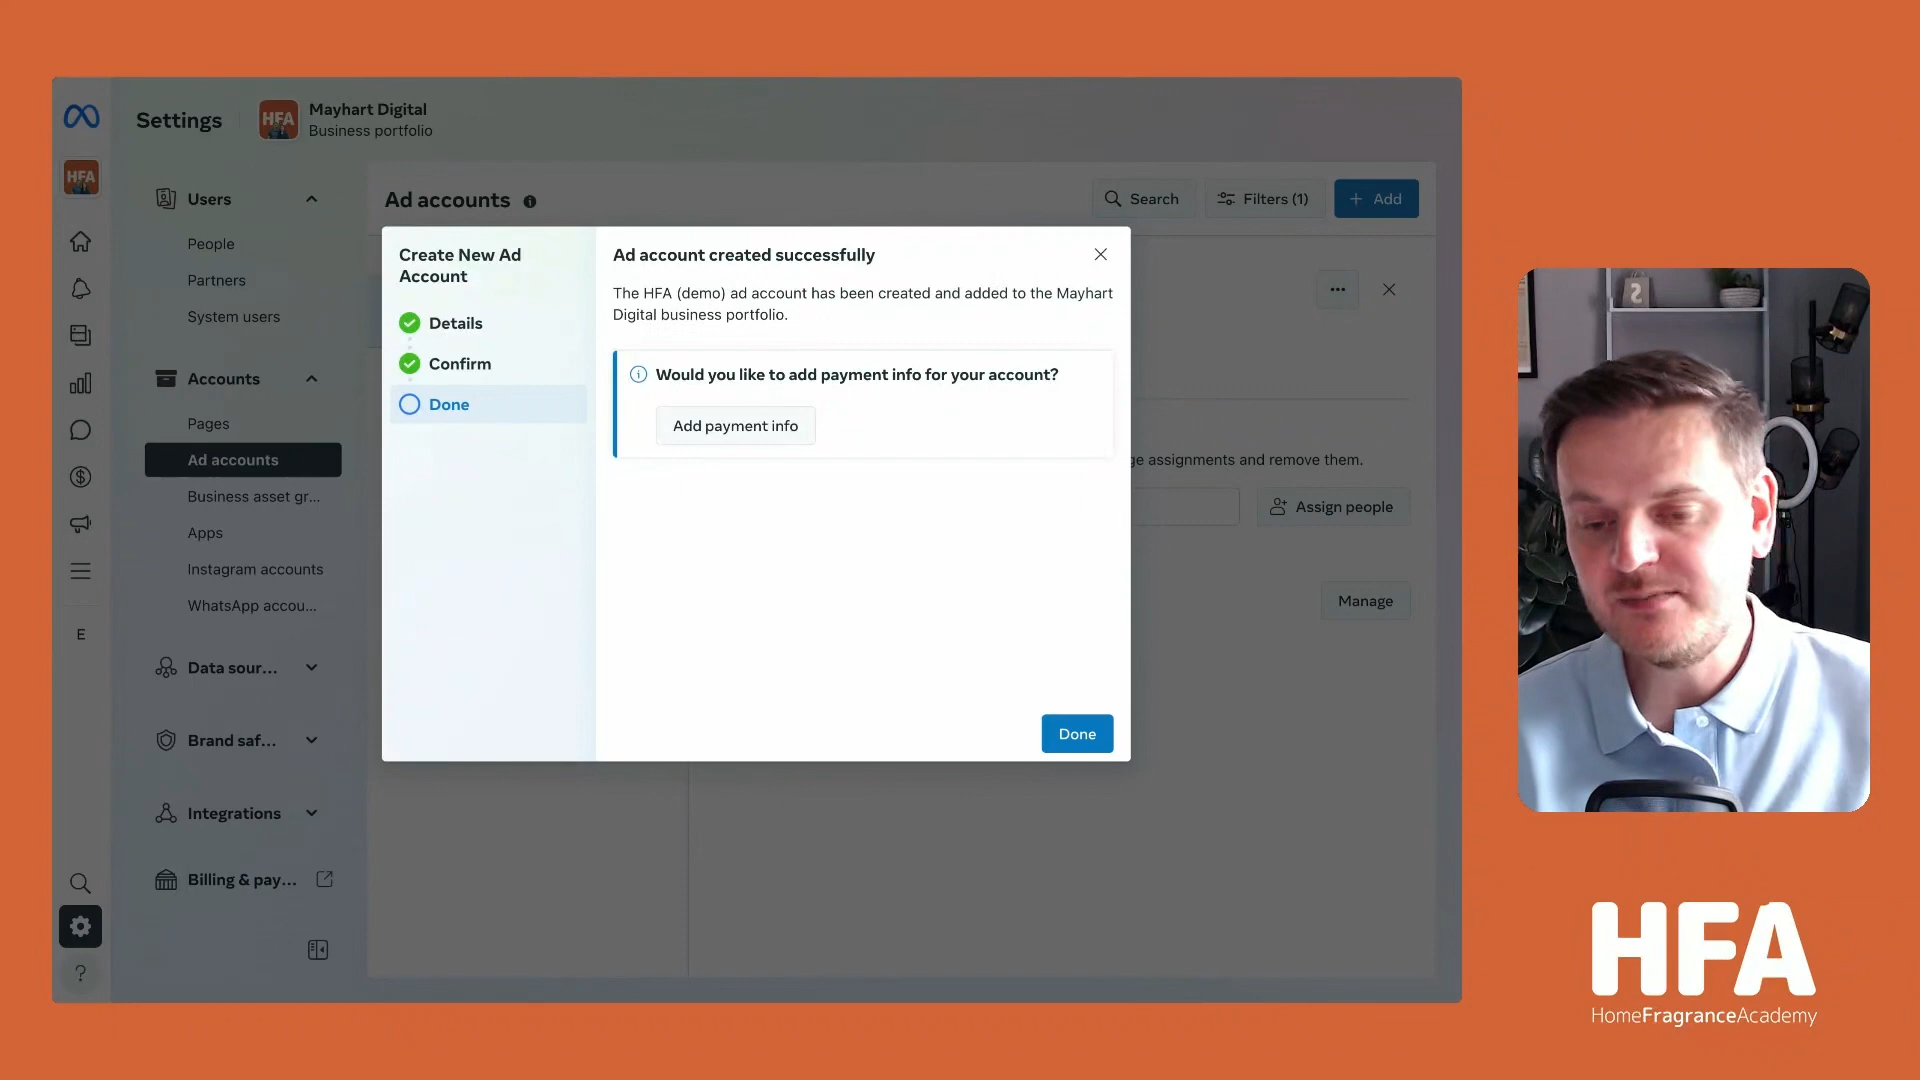 Settings
HFA
Mayhart Digital
Business portfolio
HFA
Users
People
Partners
System users
Accounts
Pages
Ad accounts
Business asset gr...
Apps
Instagram accounts
WhatsApp accou...
E
Data sour...
Brand saf...
Integrations
Billing & pay...
?
Ad accounts
Search
Filters (1)
+ Add
Create New Ad
Account
Details
Confirm
Done
Ad account created successfully
The HFA (demo) ad account has been created and added to the Mayhart
Digital business portfolio.
Would you like to add payment info for your account?
Add payment info
Done
ge assignments and remove them.
Assign people
Manage
HFA
HomeFragranceAcademy